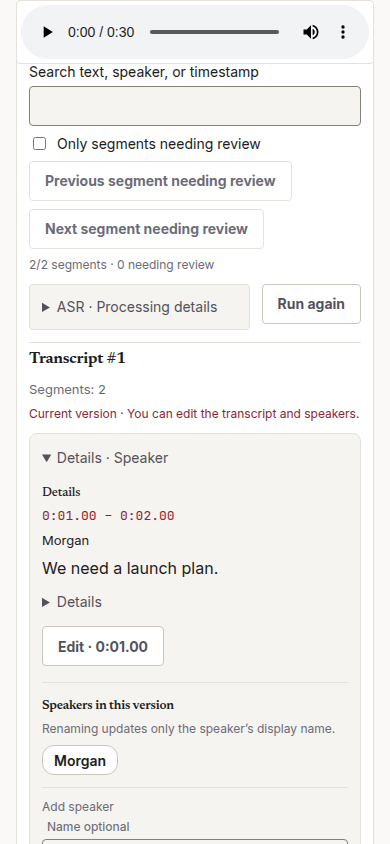 0:00 / 0:30
Search text, speaker, or timestamp
Only segments needing review
Previous segment needing review
Next segment needing review
2/2 segments · 0 needing review
ASR · Processing details
Run again
Transcript #1
Segments: 2
Current version · You can edit the transcript and speakers.
Details · Speaker
Details
0:01.00 – 0:02.00
Morgan
We need a launch plan.
Details
Edit · 0:01.00
Speakers in this version
Renaming updates only the speaker’s display name.
Morgan
Add speaker
Name optional